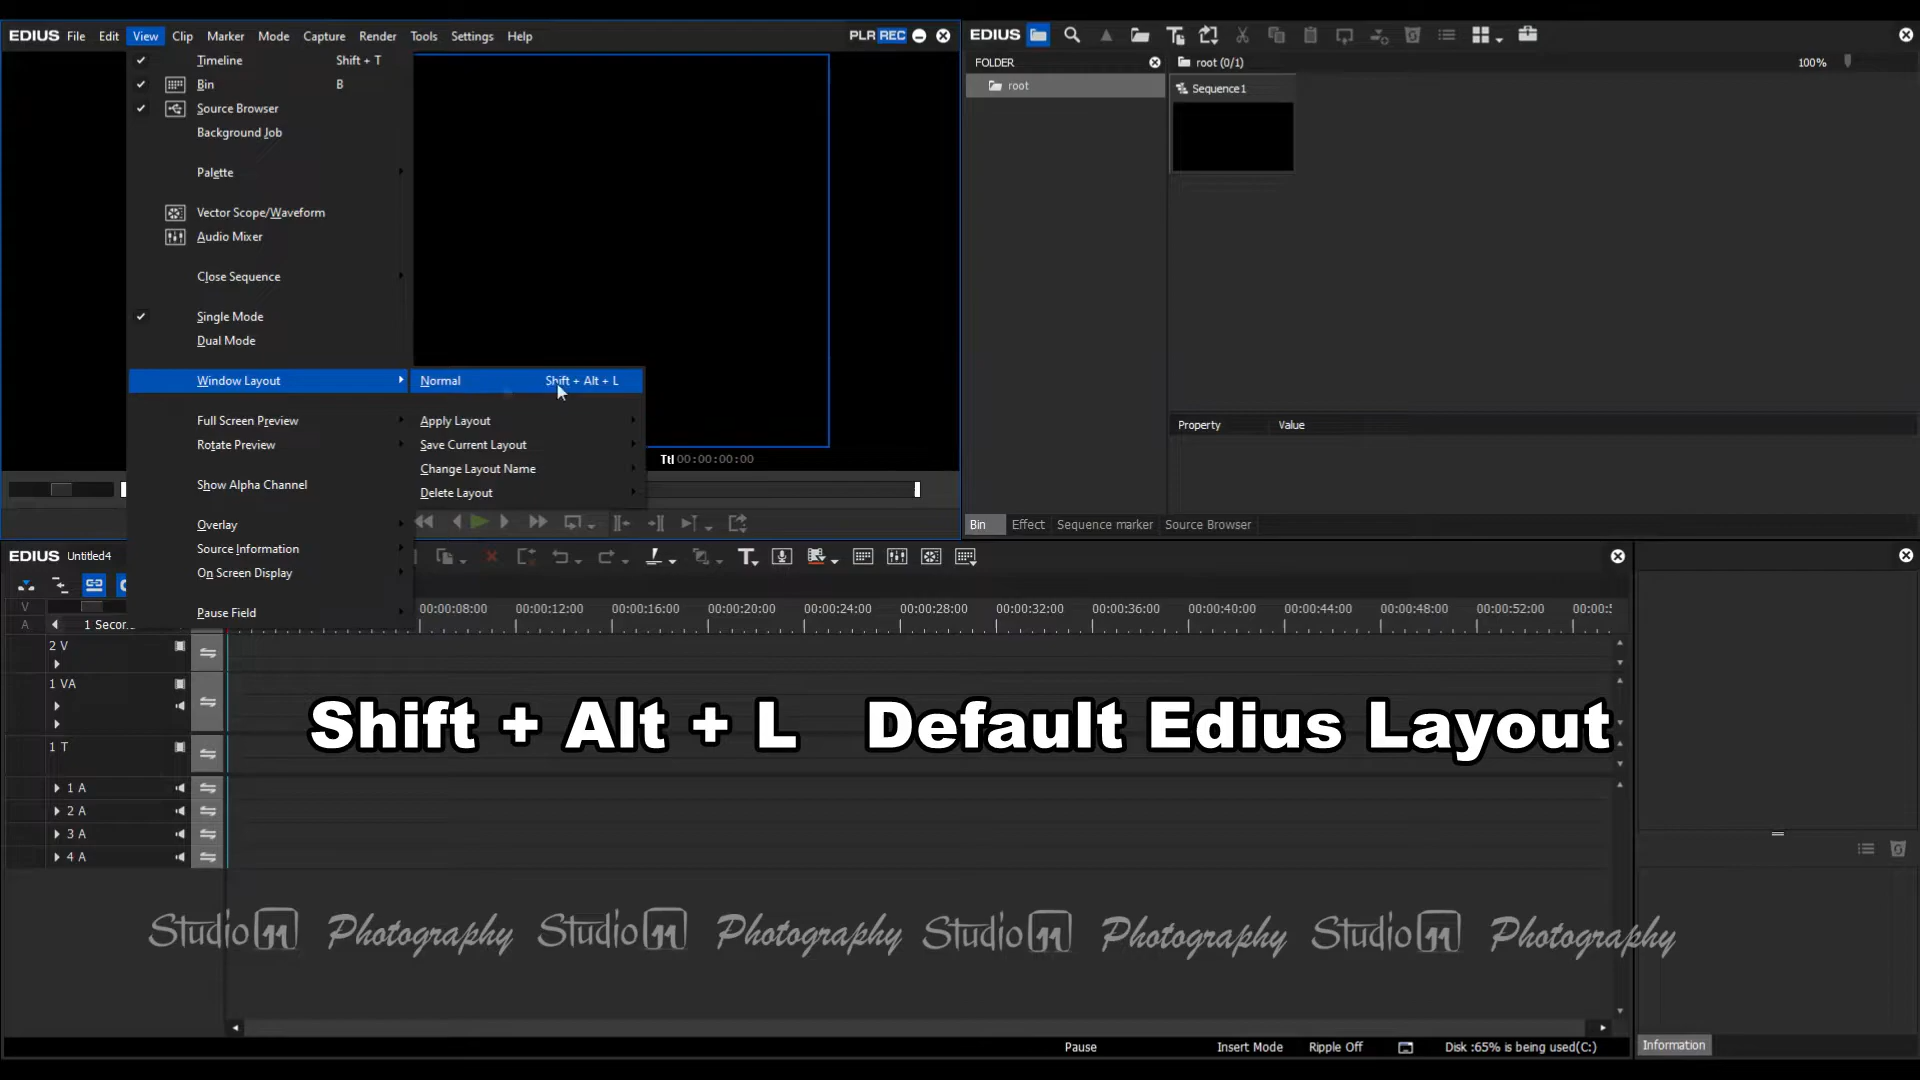 EDIUS File Edit View Clip Marker Mode Capture Render Tools Settings Help PLR REC
Timeline Shift + T
Bin B
Source Browser
Background Job
Palette
Vector Scope/Waveform
Audio Mixer
Close Sequence
Single Mode
Dual Mode
Window Layout
Full Screen Preview
Rotate Preview
Show Alpha Channel
Overlay
Source Information
On Screen Display
Pause Field
Normal Shift + Alt + L
Apply Layout
Save Current Layout
Change Layout Name
Delete Layout
Ttl 00:00:00:00
EDIUS
FOLDER
root
root (0/1) 100%
Sequence1
Property Value
Bin Effect Sequence marker Source Browser
EDIUS Untitled4
V
A
00:00:08:00 00:00:12:00 00:00:16:00 00:00:20:00 00:00:24:00 00:00:28:00 00:00:32:00 00:00:36:00 00:00:40:00 00:00:44:00 00:00:48:00 00:00:52:00
2 V
1 VA
1 T
1 A
2 A
3 A
4 A
Shift + Alt + L Default Edius Layout
Studio 11 Photography Studio 11 Photography Studio 11 Photography Studio 11 Photography
Pause Insert Mode Ripple Off Disk :65% is being used(C:)
Information